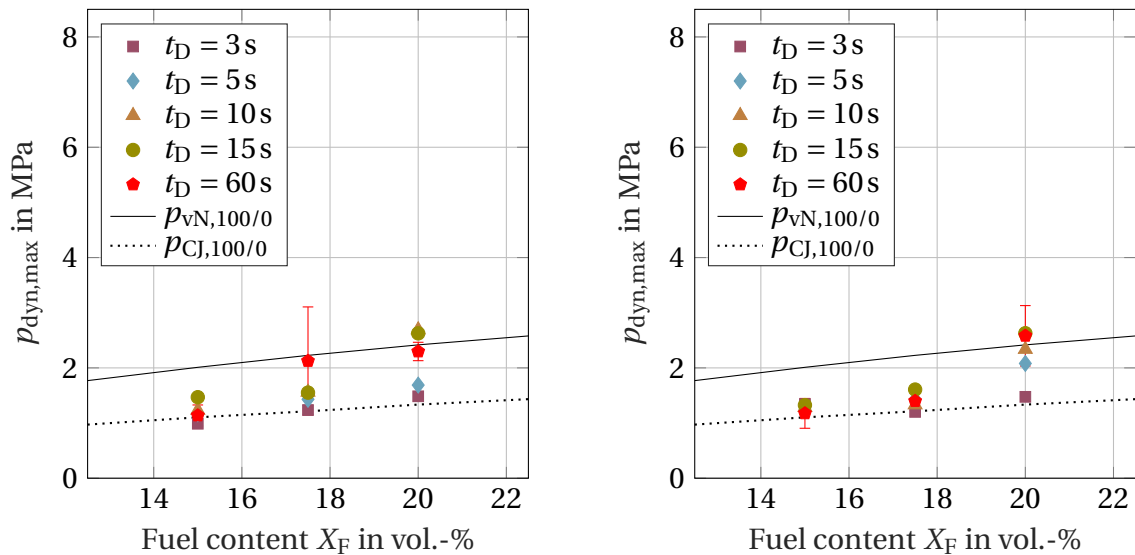 8
6
4
2
0
p_dyn,max in MPa
t_D = 3 s
t_D = 5 s
t_D = 10 s
t_D = 15 s
t_D = 60 s
p_vN,100/0
p_CJ,100/0
14 16 18 20 22
Fuel content X_F in vol.-%
8
6
4
2
0
p_dyn,max in MPa
t_D = 3 s
t_D = 5 s
t_D = 10 s
t_D = 15 s
t_D = 60 s
p_vN,100/0
p_CJ,100/0
14 16 18 20 22
Fuel content X_F in vol.-%